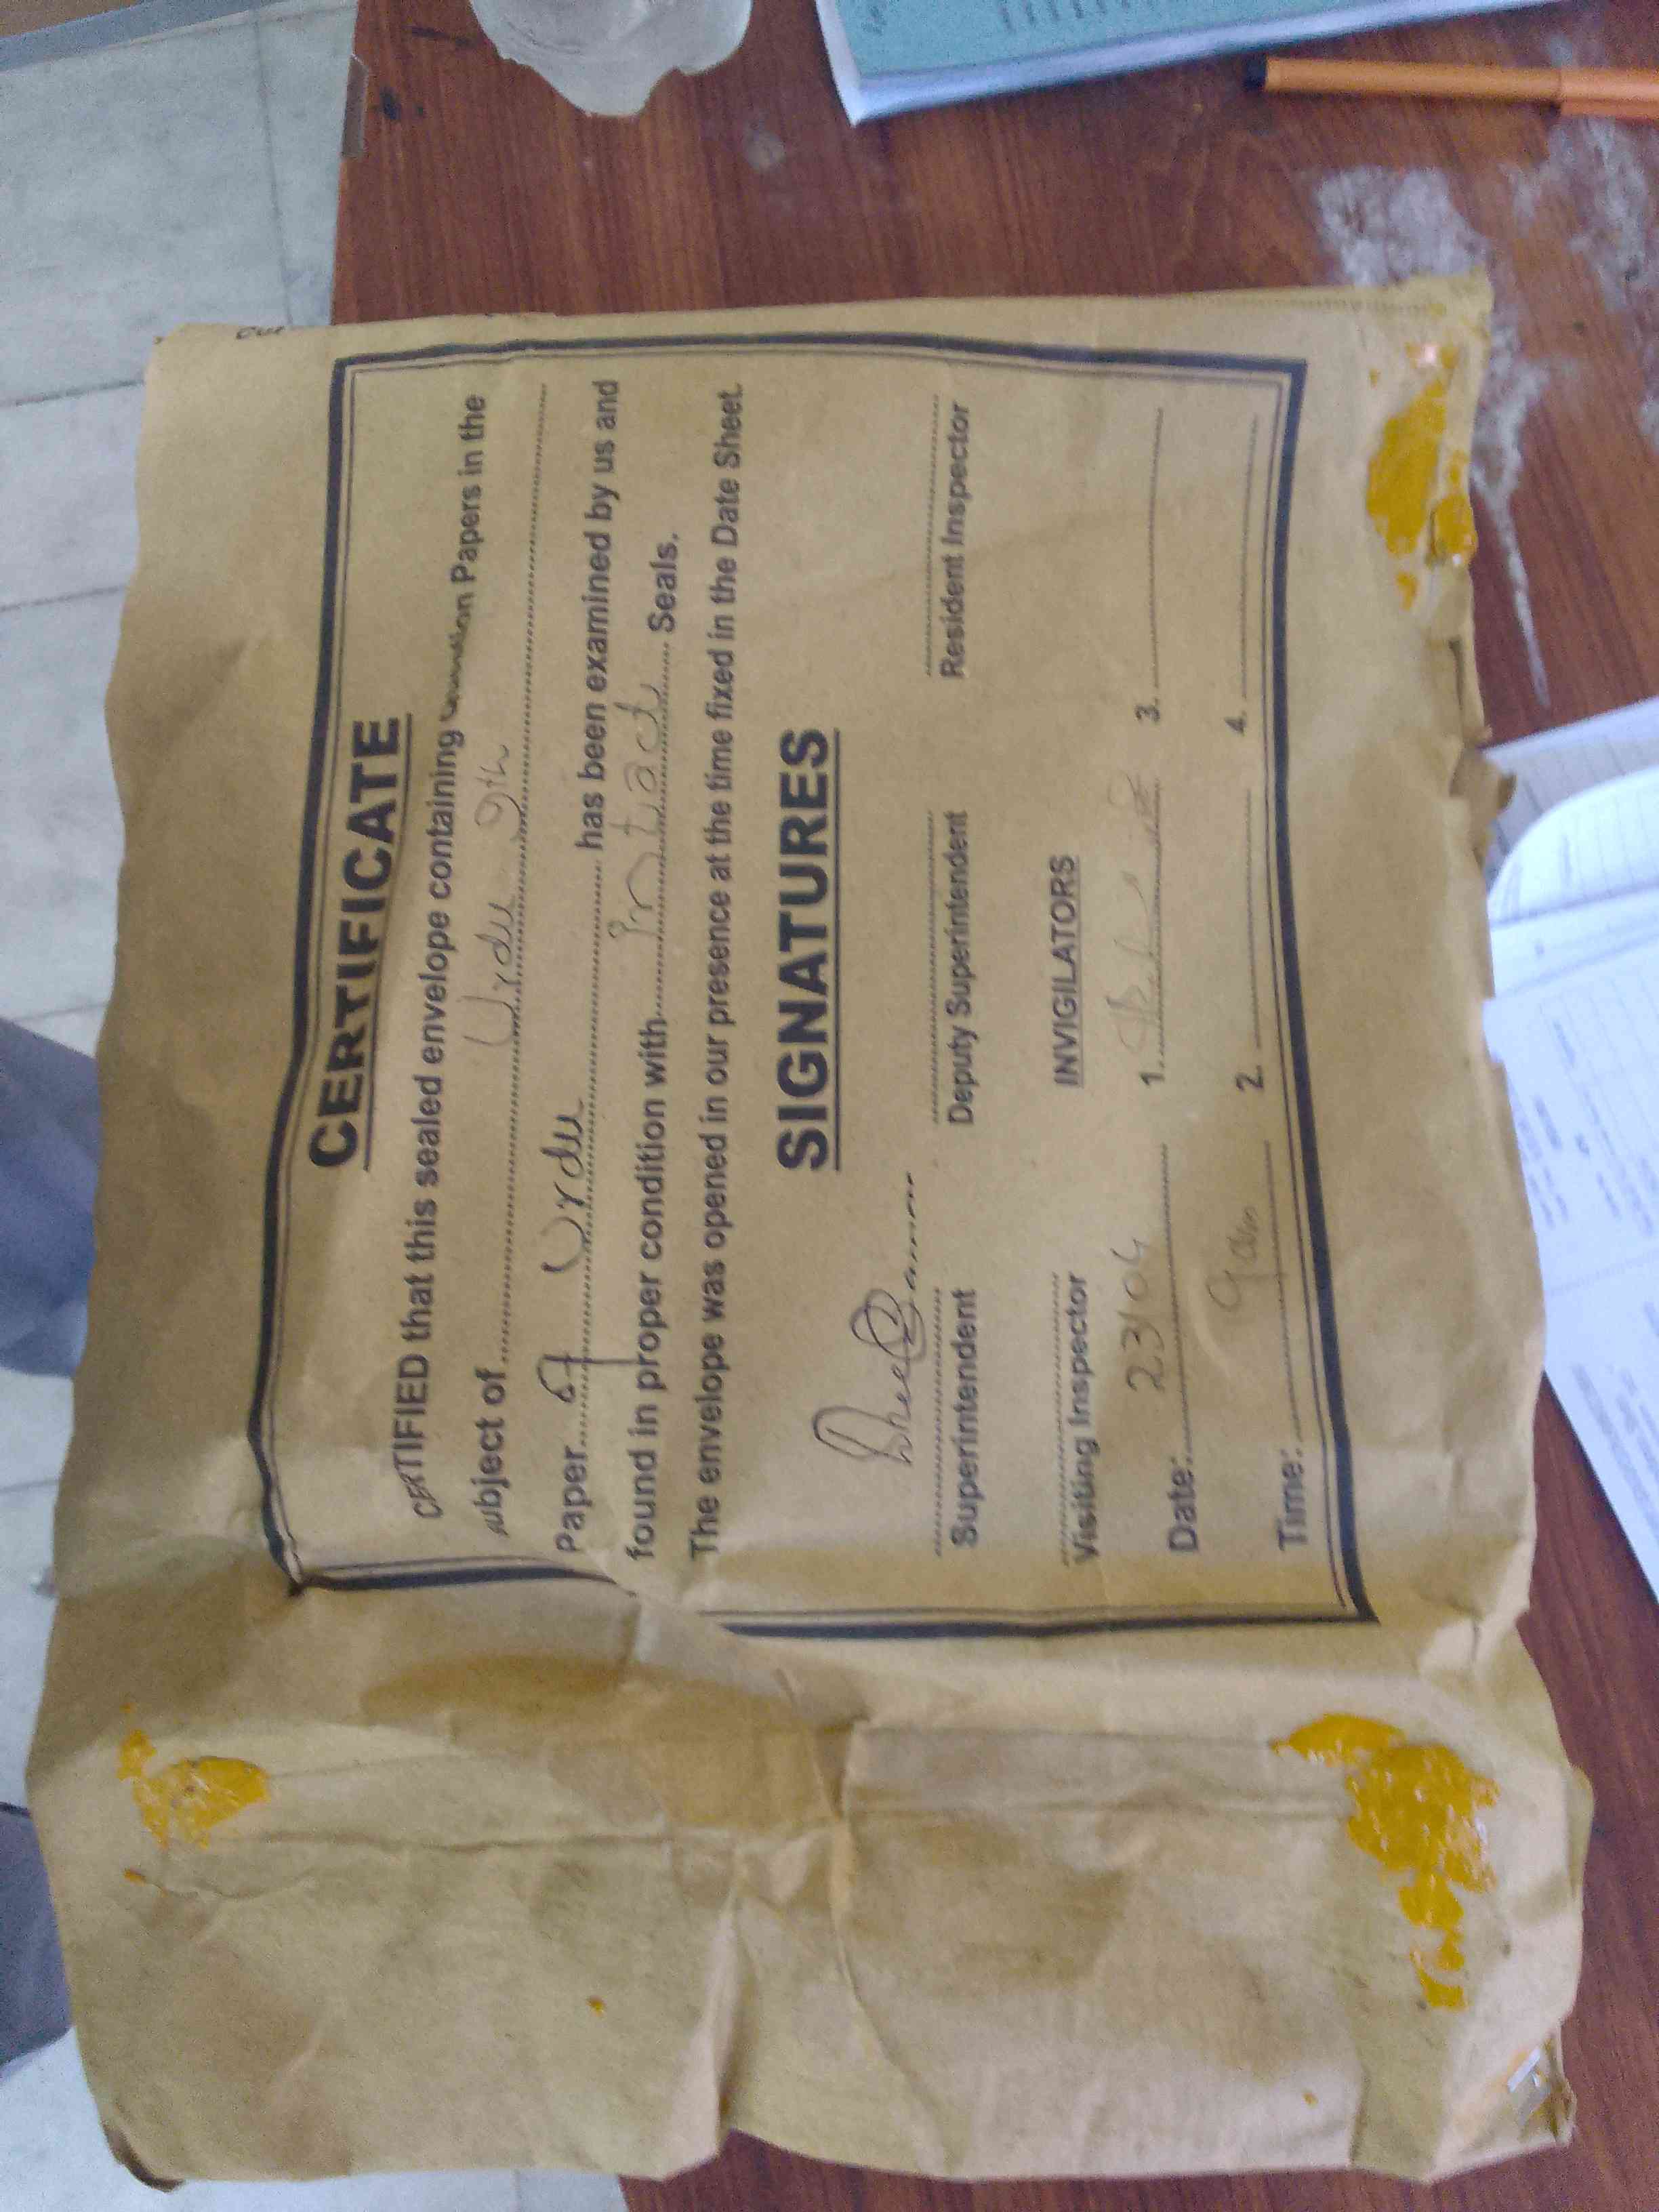 CERTIFICATE
CERTIFIED that this sealed envelope containing Question Papers in the
subject of Urdu 9th
Paper Urdu has been examined by us and
found in proper condition with intact Seals.
The envelope was opened in our presence at the time fixed in the Date Sheet.
SIGNATURES
Superintendent Deputy Superintendent Resident Inspector
Visiting Inspector INVIGILATORS
Date: 23/04 1. 3.
Time: 9am 2. 4.